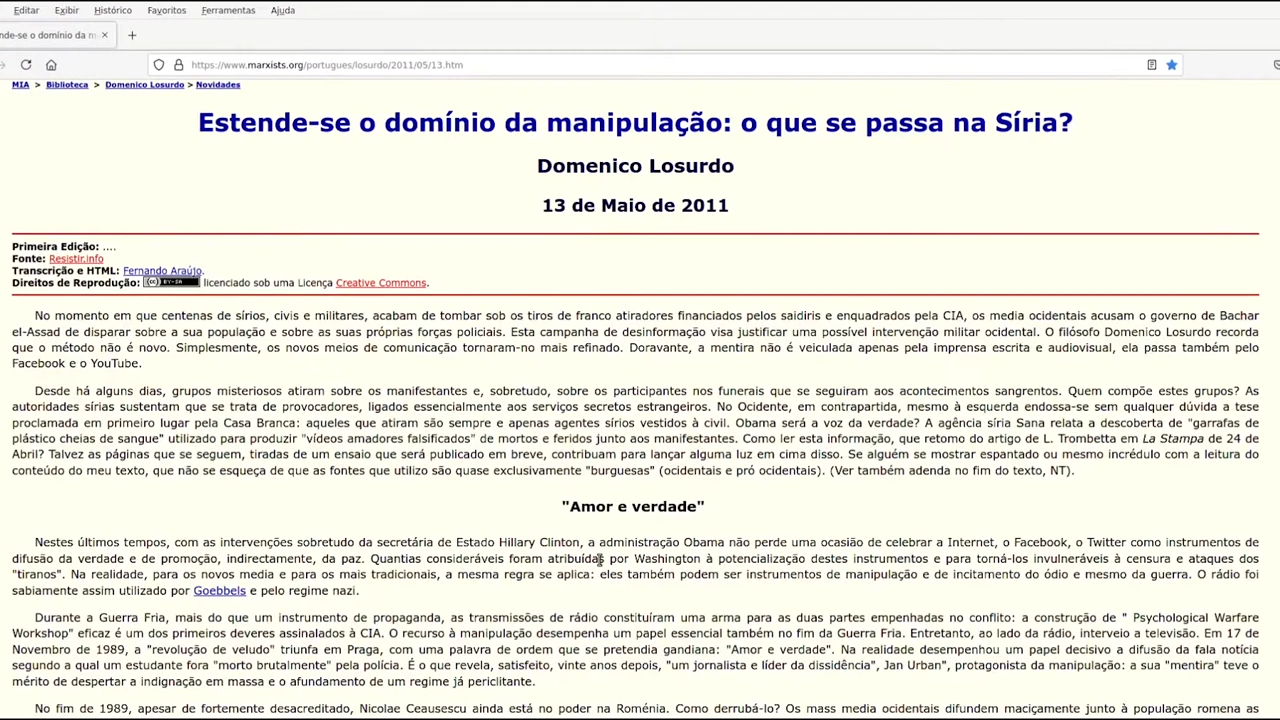 Editar Exibir Histórico Favoritos Ferramentas Ajuda
nde-se o domínio da m
https://www.marxists.org/portugues/losurdo/2011/05/13.htm
MIA > Biblioteca > Domenico Losurdo > Novidades
Estende-se o domínio da manipulação: o que se passa na Síria?
Domenico Losurdo
13 de Maio de 2011
Primeira Edição: ....
Fonte: Resistir.info
Transcrição e HTML: Fernando Araújo.
Direitos de Reprodução: (cc) BY-SA licenciado sob uma Licença Creative Commons.
No momento em que centenas de sírios, civis e militares, acabam de tombar sob os tiros de franco atiradores financiados pelos saidiris e enquadrados pela CIA, os media ocidentais acusam o governo de Bachar
el-Assad de disparar sobre a sua população e sobre as suas próprias forças policiais. Esta campanha de desinformação visa justificar uma possível intervenção militar ocidental. O filósofo Domenico Losurdo recorda
que o método não é novo. Simplesmente, os novos meios de comunicação tornaram-no mais refinado. Doravante, a mentira não é veiculada apenas pela imprensa escrita e audiovisual, ela passa também pelo
Facebook e o YouTube.
Desde há alguns dias, grupos misteriosos atiram sobre os manifestantes e, sobretudo, sobre os participantes nos funerais que se seguiram aos acontecimentos sangrentos. Quem compõe estes grupos? As
autoridades sírias sustentam que se trata de provocadores, ligados essencialmente aos serviços secretos estrangeiros. No Ocidente, em contrapartida, mesmo à esquerda endossa-se sem qualquer dúvida a tese
proclamada em primeiro lugar pela Casa Branca: aqueles que atiram são sempre e apenas agentes sírios vestidos à civil. Obama será a voz da verdade? A agência síria Sana relata a descoberta de "garrafas de
plástico cheias de sangue" utilizado para produzir "vídeos amadores falsificados" de mortos e feridos junto aos manifestantes. Como ler esta informação, que retomo do artigo de L. Trombetta em La Stampa de 24 de
Abril? Talvez as páginas que se seguem, tiradas de um ensaio que será publicado em breve, contribuam para lançar alguma luz em cima disso. Se alguém se mostrar espantado ou mesmo incrédulo com a leitura do
conteúdo do meu texto, que não se esqueça de que as fontes que utilizo são quase exclusivamente "burguesas" (ocidentais e pró ocidentais). (Ver também adenda no fim do texto, NT).
"Amor e verdade"
Nestes últimos tempos, com as intervenções sobretudo da secretária de Estado Hillary Clinton, a administração Obama não perde uma ocasião de celebrar a Internet, o Facebook, o Twitter como instrumentos de
difusão da verdade e de promoção, indirectamente, da paz. Quantias consideráveis foram atribuídas por Washington à potencialização destes instrumentos e para torná-los invulneráveis à censura e ataques dos
"tiranos". Na realidade, para os novos media e para os mais tradicionais, a mesma regra se aplica: eles também podem ser instrumentos de manipulação e de incitamento do ódio e mesmo da guerra. O rádio foi
sabiamente assim utilizado por Goebbels e pelo regime nazi.
Durante a Guerra Fria, mais do que um instrumento de propaganda, as transmissões de rádio constituíram uma arma para as duas partes empenhadas no conflito: a construção de " Psychological Warfare
Workshop" eficaz é um dos primeiros deveres assinalados à CIA. O recurso à manipulação desempenha um papel essencial também no fim da Guerra Fria. Entretanto, ao lado da rádio, interveio a televisão. Em 17 de
Novembro de 1989, a "revolução de veludo" triunfa em Praga, com uma palavra de ordem que se pretendia gandiana: "Amor e verdade". Na realidade desempenhou um papel decisivo a difusão da fala notícia
segundo a qual um estudante fora "morto brutalmente" pela polícia. É o que revela, satisfeito, vinte anos depois, "um jornalista e líder da dissidência", Jan Urban", protagonista da manipulação: a sua "mentira" teve o
mérito de despertar a indignação em massa e o afundamento de um regime já periclitante.
No fim de 1989, apesar de fortemente desacreditado, Nicolae Ceausescu ainda está no poder na Roménia. Como derrubá-lo? Os mass media ocidentais difundem maciçamente junto à população romena as